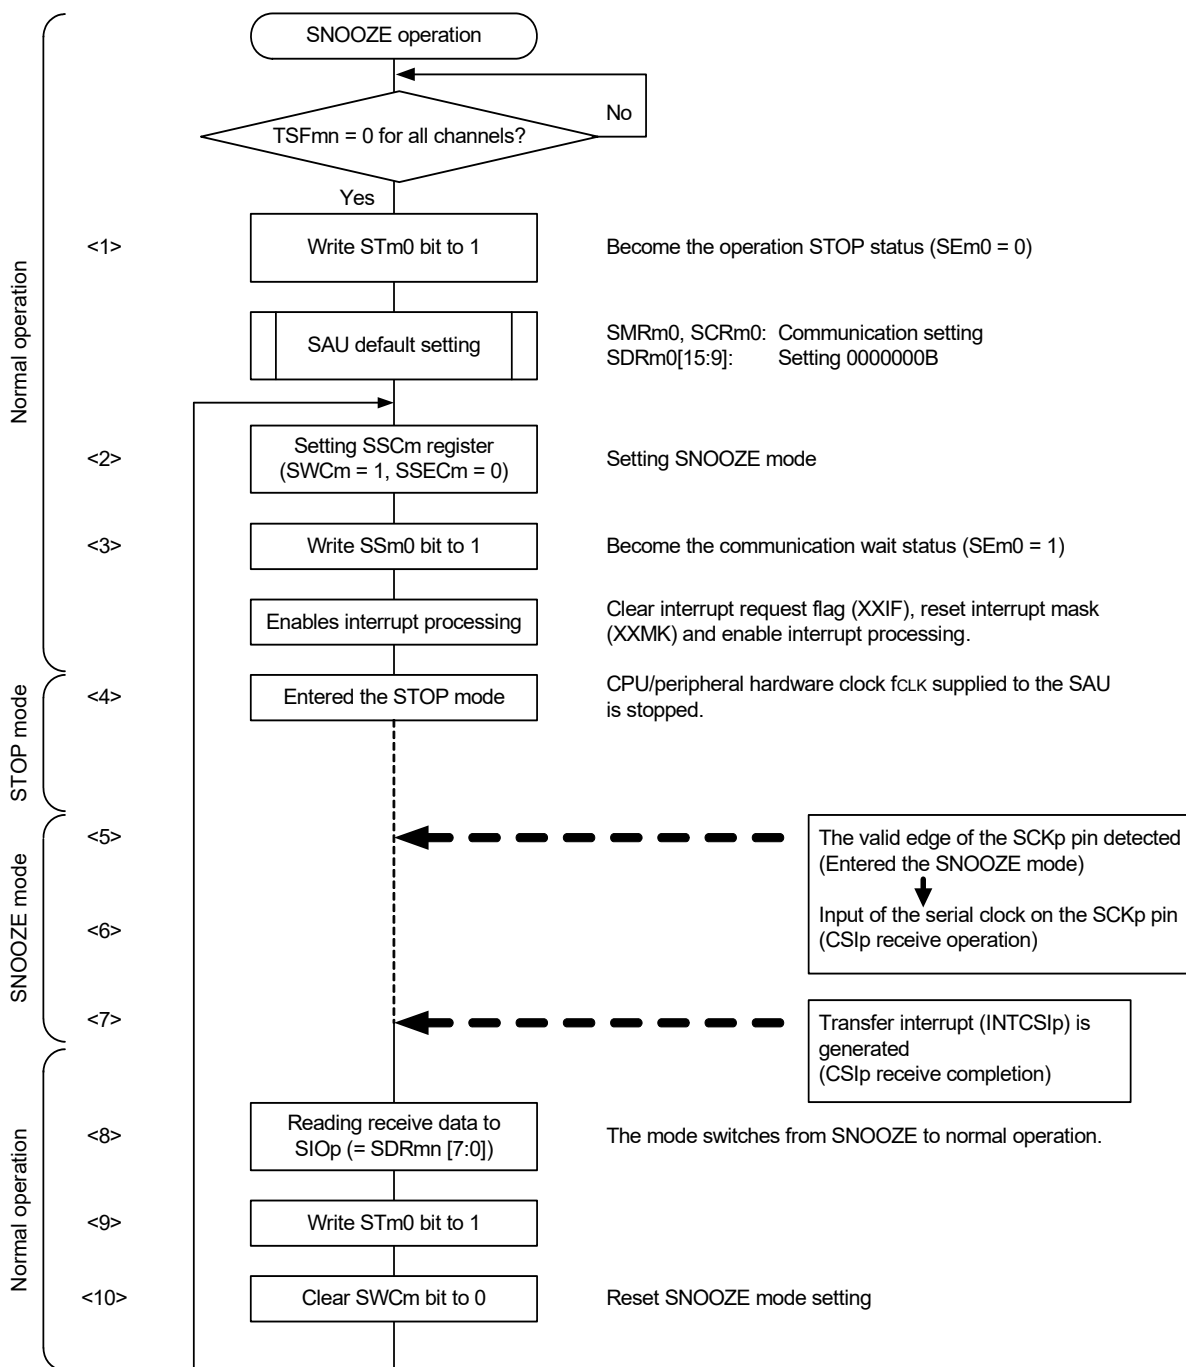 SNOOZE operation
No
TSFmn = 0 for all channels?
Yes
<1>
Write STm0 bit to 1
Become the operation STOP status (SEm0 = 0)
SAU default setting
SMRm0, SCRm0: Communication setting
SDRm0[15:9]: Setting 0000000B
Normal operation
<2>
Setting SSCm register
(SWCm = 1, SSECm = 0)
Setting SNOOZE mode
<3>
Write SSm0 bit to 1
Become the communication wait status (SEm0 = 1)
Enables interrupt processing
Clear interrupt request flag (XXIF), reset interrupt mask
(XXMK) and enable interrupt processing.
STOP mode
<4>
Entered the STOP mode
CPU/peripheral hardware clock fCLK supplied to the SAU
is stopped.
SNOOZE mode
<5>
The valid edge of the SCKp pin detected
(Entered the SNOOZE mode)
<6>
Input of the serial clock on the SCKp pin
(CSIp receive operation)
<7>
Transfer interrupt (INTCSIp) is
generated
(CSIp receive completion)
Normal operation
<8>
Reading receive data to
SIOp (= SDRmn [7:0])
The mode switches from SNOOZE to normal operation.
<9>
Write STm0 bit to 1
<10>
Clear SWCm bit to 0
Reset SNOOZE mode setting